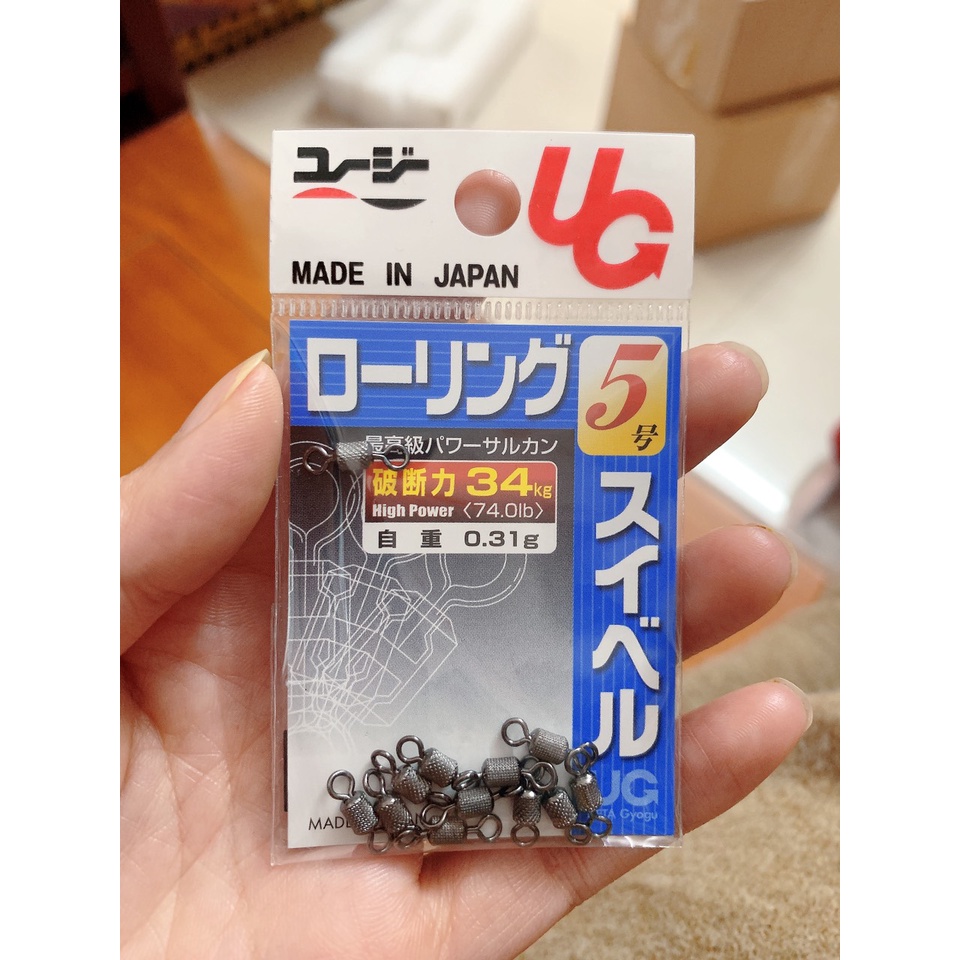 ユージー
UG
MADE IN JAPAN
ローリング
5号
スイベル
最高級パワーサルカン
破断力 34kg
High Power 〈74.0lb〉
自重 0.31g
UG
Gyogu
MADE